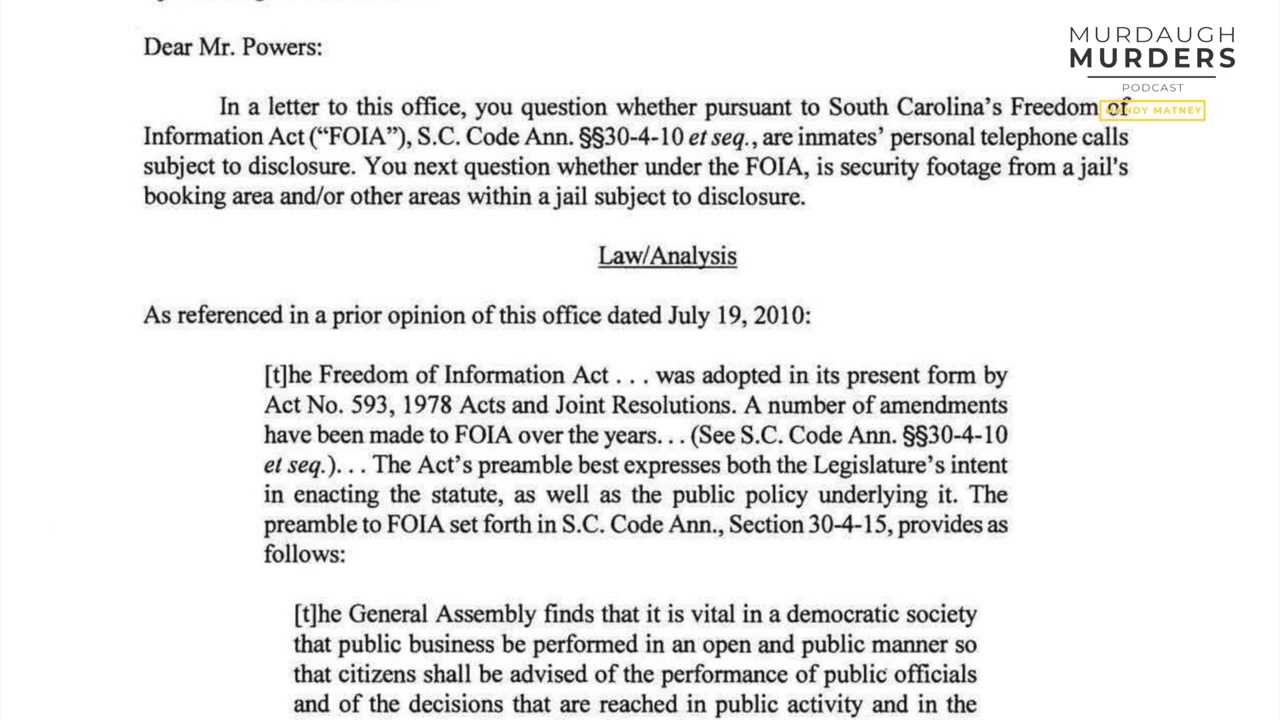 MURDAUGH
MURDERS
PODCAST
MANDY MATNEY
Dear Mr. Powers:
In a letter to this office, you question whether pursuant to South Carolina's Freedom of
Information Act ("FOIA"), S.C. Code Ann. §§30-4-10 et seq., are inmates' personal telephone calls
subject to disclosure. You next question whether under the FOIA, is security footage from a jail's
booking area and/or other areas within a jail subject to disclosure.
Law/Analysis
As referenced in a prior opinion of this office dated July 19, 2010:
[t]he Freedom of Information Act . . . was adopted in its present form by
Act No. 593, 1978 Acts and Joint Resolutions. A number of amendments
have been made to FOIA over the years. . . (See S.C. Code Ann. §§30-4-10
et seq.). . . The Act's preamble best expresses both the Legislature's intent
in enacting the statute, as well as the public policy underlying it. The
preamble to FOIA set forth in S.C. Code Ann., Section 30-4-15, provides as
follows:
[t]he General Assembly finds that it is vital in a democratic society
that public business be performed in an open and public manner so
that citizens shall be advised of the performance of public officials
and of the decisions that are reached in public activity and in the